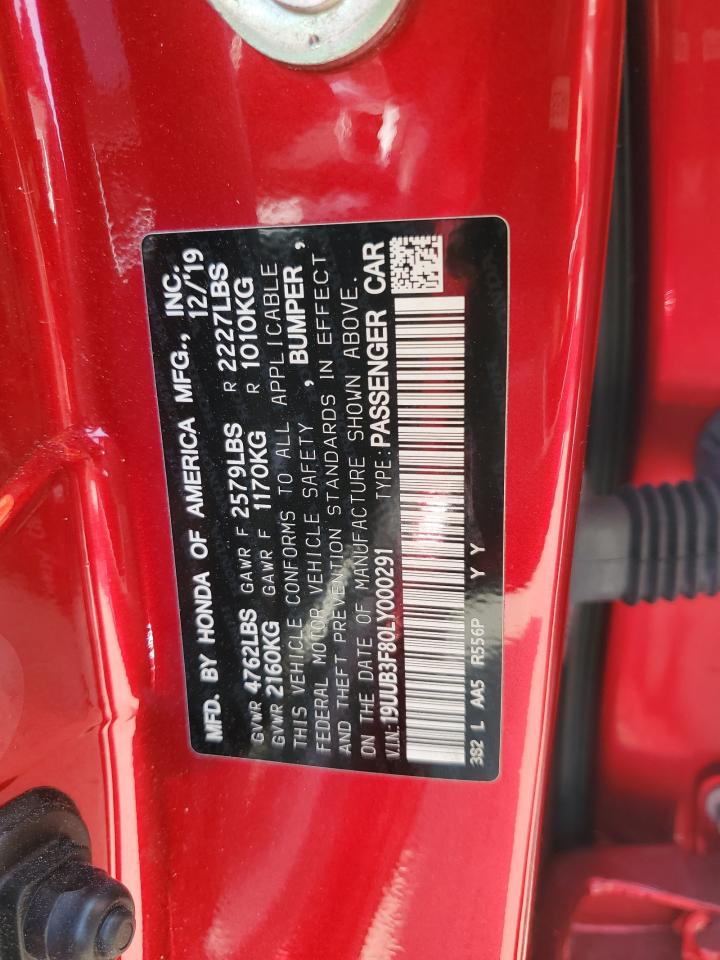 MFD. BY HONDA OF AMERICA MFG., INC.
12/'19
GVWR 4762LBS GAWR F 2579LBS R 2227LBS
GVWR 2160KG GAWR F 1170KG R 1010KG
THIS VEHICLE CONFORMS TO ALL APPLICABLE
FEDERAL MOTOR VEHICLE SAFETY , BUMPER ,
AND THEFT PREVENTION STANDARDS IN EFFECT
ON THE DATE OF MANUFACTURE SHOWN ABOVE.
V.I.N.: 19UUB3F80LY000291 TYPE: PASSENGER CAR
3S2 L AA5 R556P Y Y